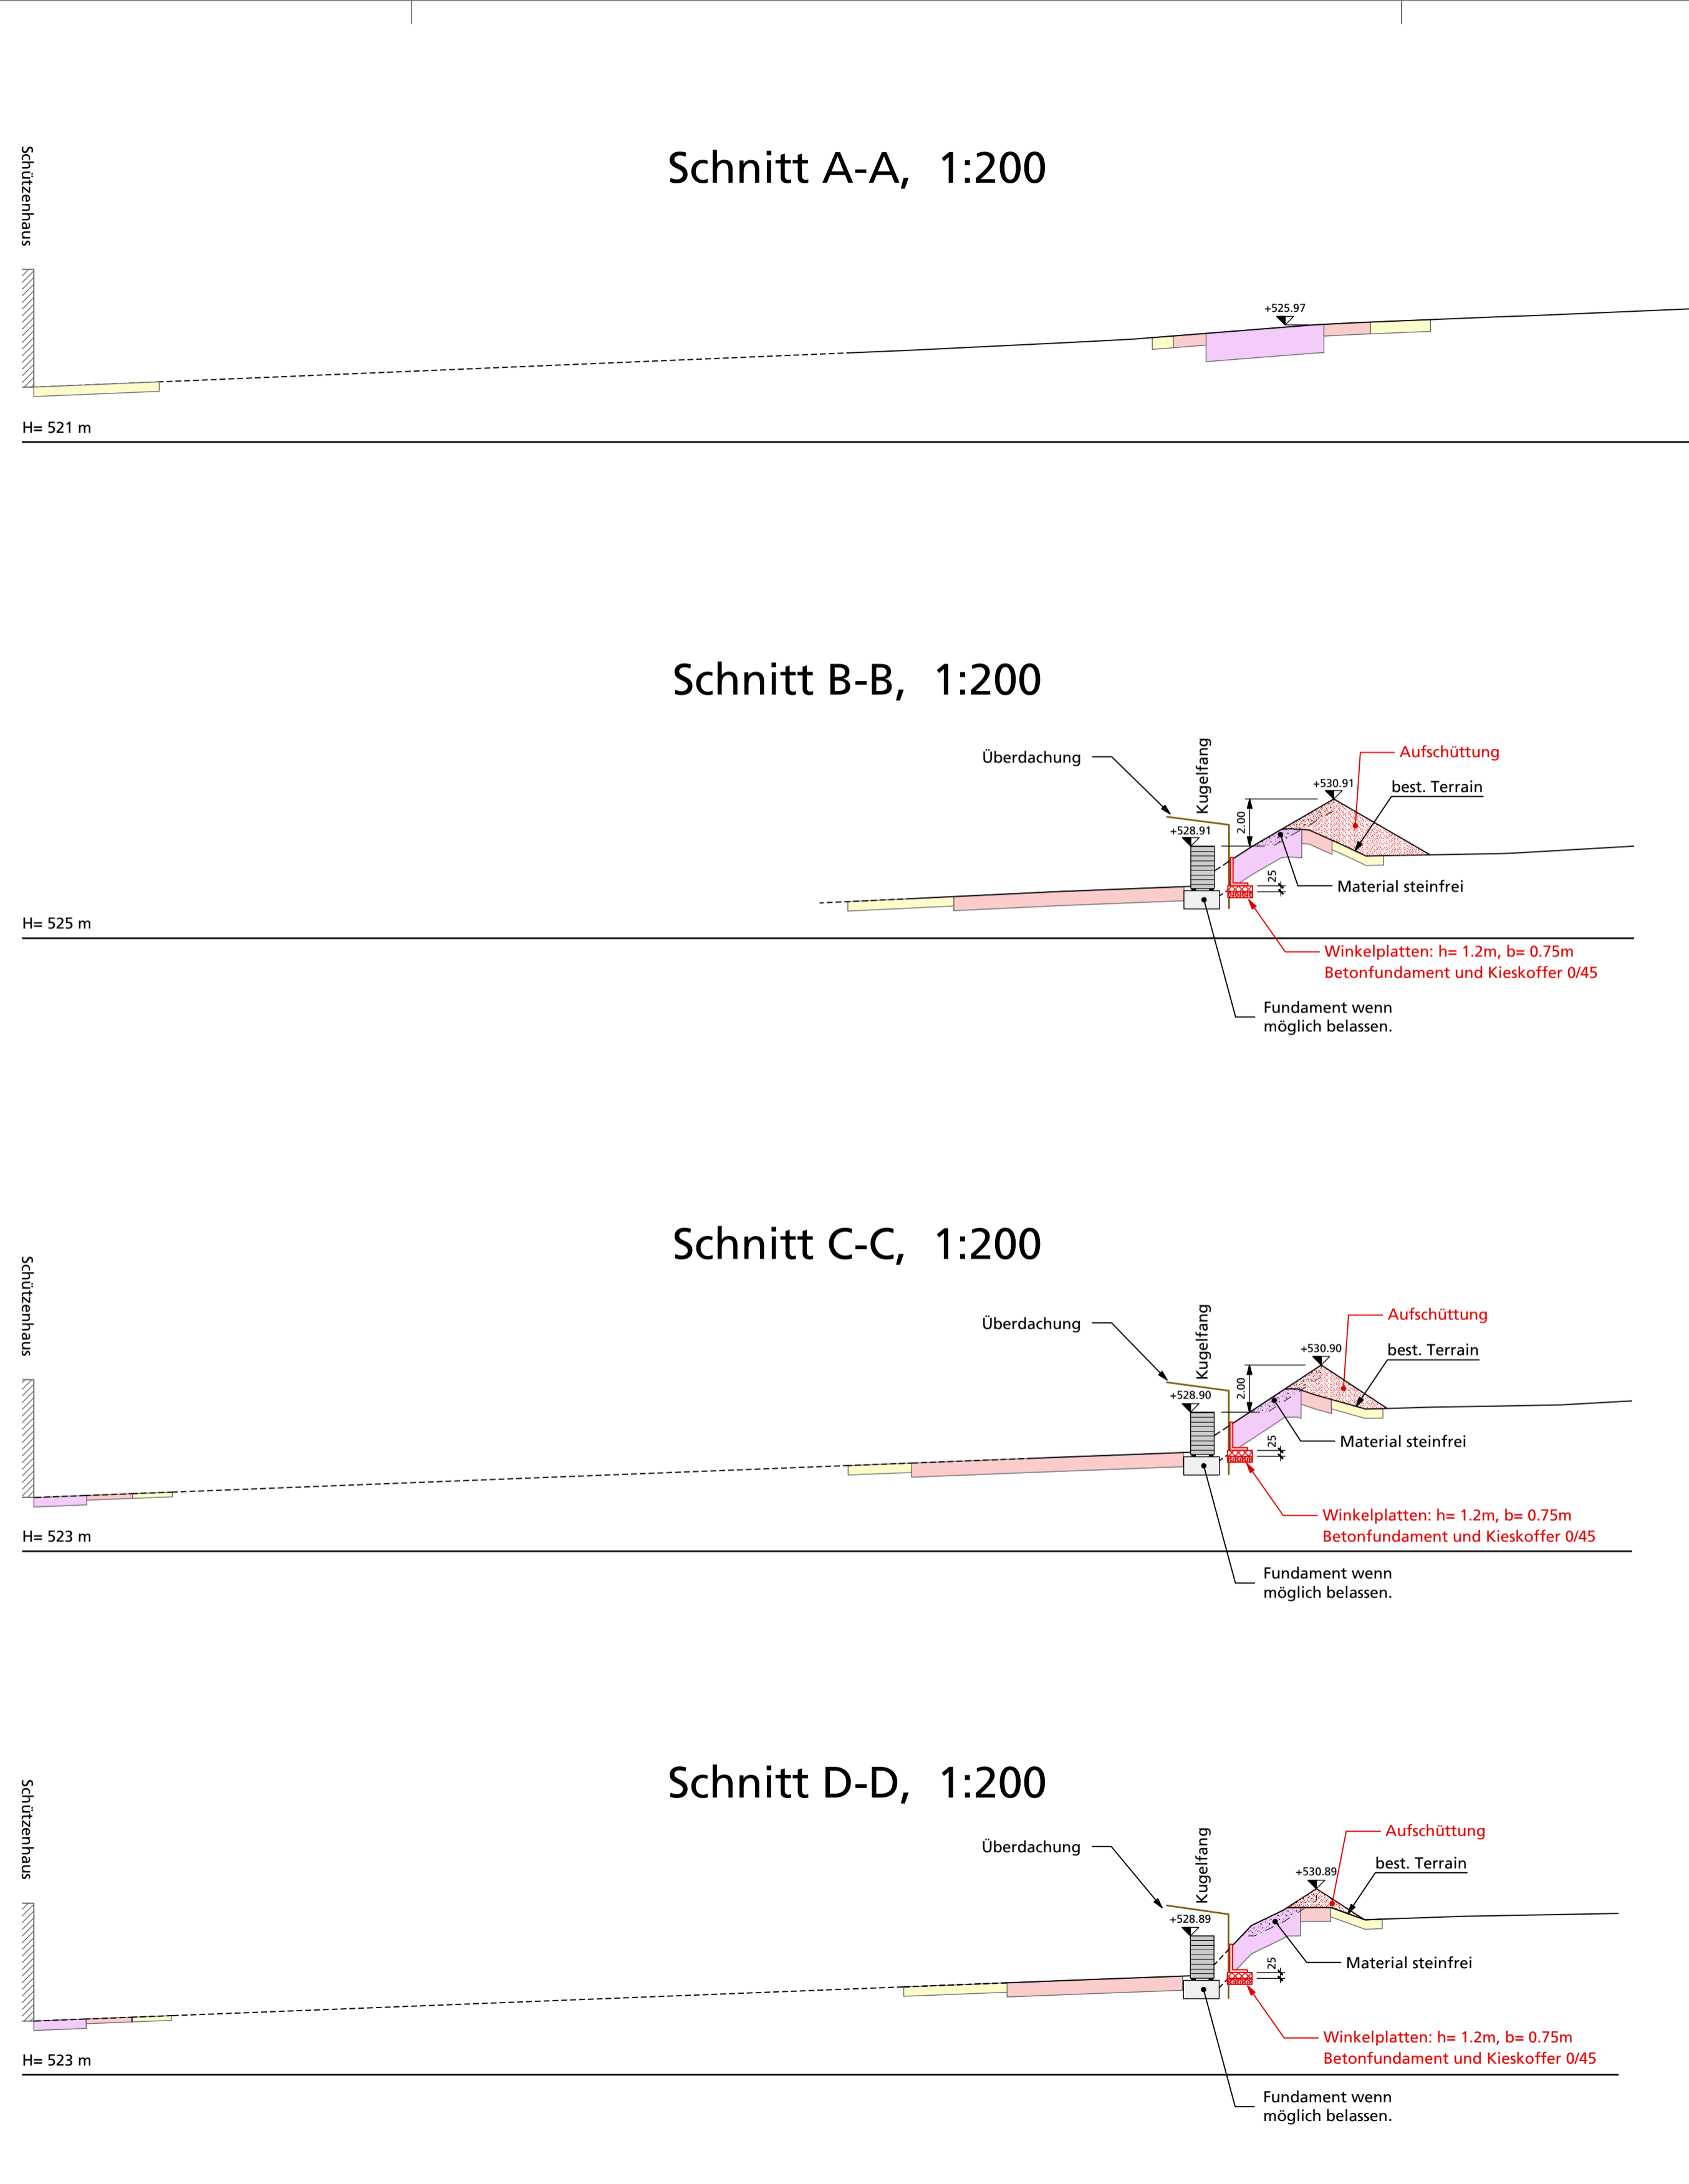 Schützenhaus
Schnitt A-A, 1:200
+525.97
H= 521 m
Schnitt B-B, 1:200
Überdachung
Kugelfang
Aufschüttung
+530.91
best. Terrain
2.00
+528.91
25
Material steinfrei
H= 525 m
Winkelplatten: h= 1.2m, b= 0.75m
Betonfundament und Kieskoffer 0/45
Fundament wenn
möglich belassen.
Schnitt C-C, 1:200
Schützenhaus
Überdachung
Kugelfang
Aufschüttung
+530.90
best. Terrain
2.00
+528.90
25
Material steinfrei
H= 523 m
Winkelplatten: h= 1.2m, b= 0.75m
Betonfundament und Kieskoffer 0/45
Fundament wenn
möglich belassen.
Schnitt D-D, 1:200
Schützenhaus
Überdachung
Kugelfang
Aufschüttung
+530.89
best. Terrain
+528.89
25
Material steinfrei
H= 523 m
Winkelplatten: h= 1.2m, b= 0.75m
Betonfundament und Kieskoffer 0/45
Fundament wenn
möglich belassen.